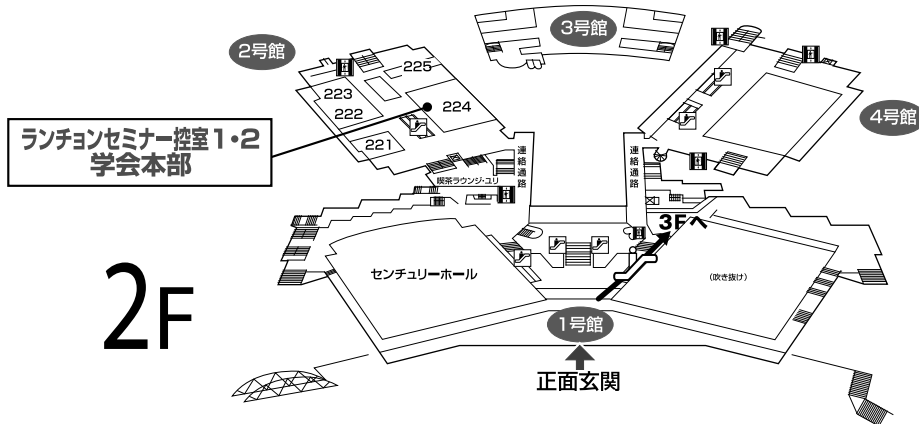 3号館
2号館
225
223
224
222
4号館
ランチョンセミナー控室1・2
学会本部
221
連絡通路
連絡通路
喫茶ラウンジ・ユリ
3Fへ
センチュリーホール
(吹き抜け)
2F
1号館
正面玄関